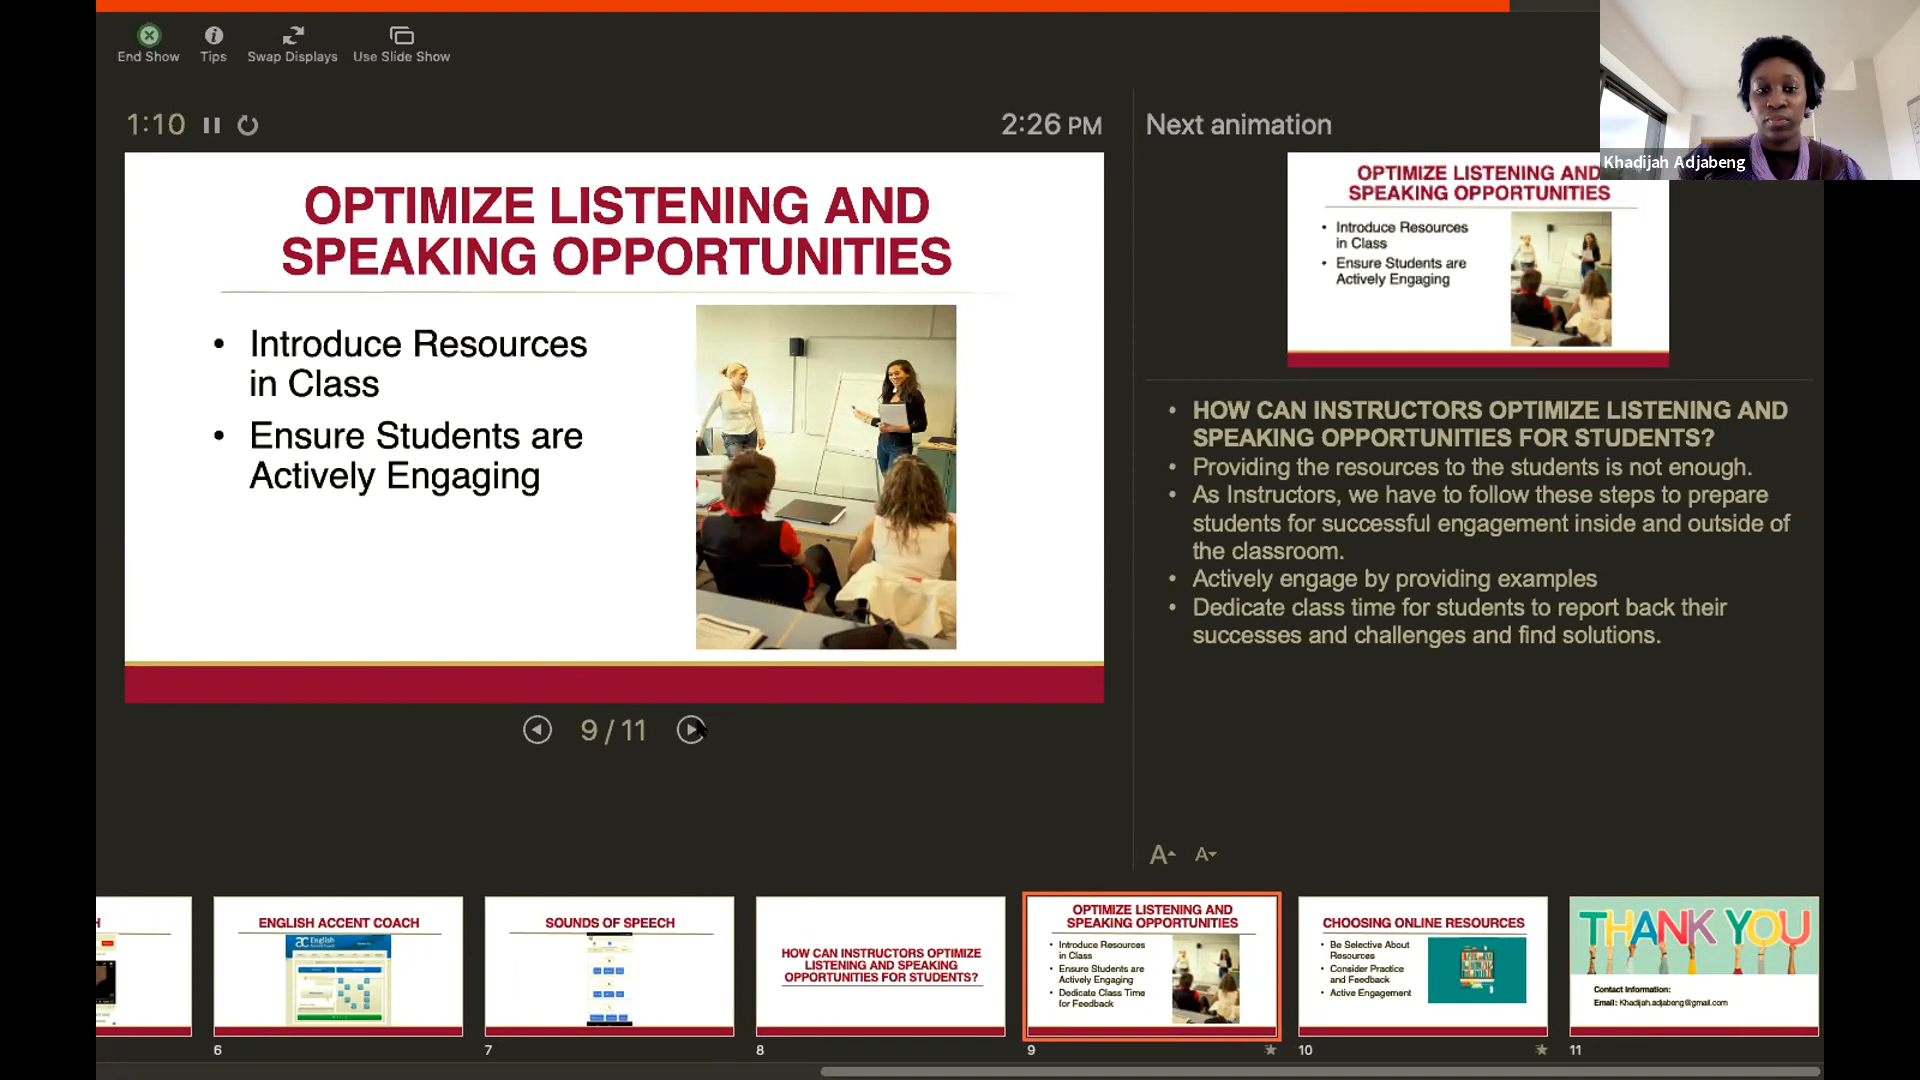 End Show
Tips
Swap Displays
Use Slide Show
1:10
2:26 PM
Next animation
Khadijah Adjabeng
OPTIMIZE LISTENING AND
SPEAKING OPPORTUNITIES
• Introduce Resources
in Class
• Ensure Students are
Actively Engaging
OPTIMIZE LISTENING AND
SPEAKING OPPORTUNITIES
• Introduce Resources
in Class
• Ensure Students are
Actively Engaging
• HOW CAN INSTRUCTORS OPTIMIZE LISTENING AND
SPEAKING OPPORTUNITIES FOR STUDENTS?
• Providing the resources to the students is not enough.
• As Instructors, we have to follow these steps to prepare
students for successful engagement inside and outside of
the classroom.
• Actively engage by providing examples
• Dedicate class time for students to report back their
successes and challenges and find solutions.
9 / 11
A A
H
ENGLISH ACCENT COACH
ac English
6
SOUNDS OF SPEECH
7
HOW CAN INSTRUCTORS OPTIMIZE
LISTENING AND SPEAKING
OPPORTUNITIES FOR STUDENTS?
8
OPTIMIZE LISTENING AND
SPEAKING OPPORTUNITIES
• Introduce Resources
in Class
• Ensure Students are
Actively Engaging
• Dedicate Class Time
for Feedback
9
CHOOSING ONLINE RESOURCES
• Be Selective About
Resources
• Consider Practice
and Feedback
• Active Engagement
10
THANK YOU
Contact Information:
Email: Khadijah.adjabeng@gmail.com
11